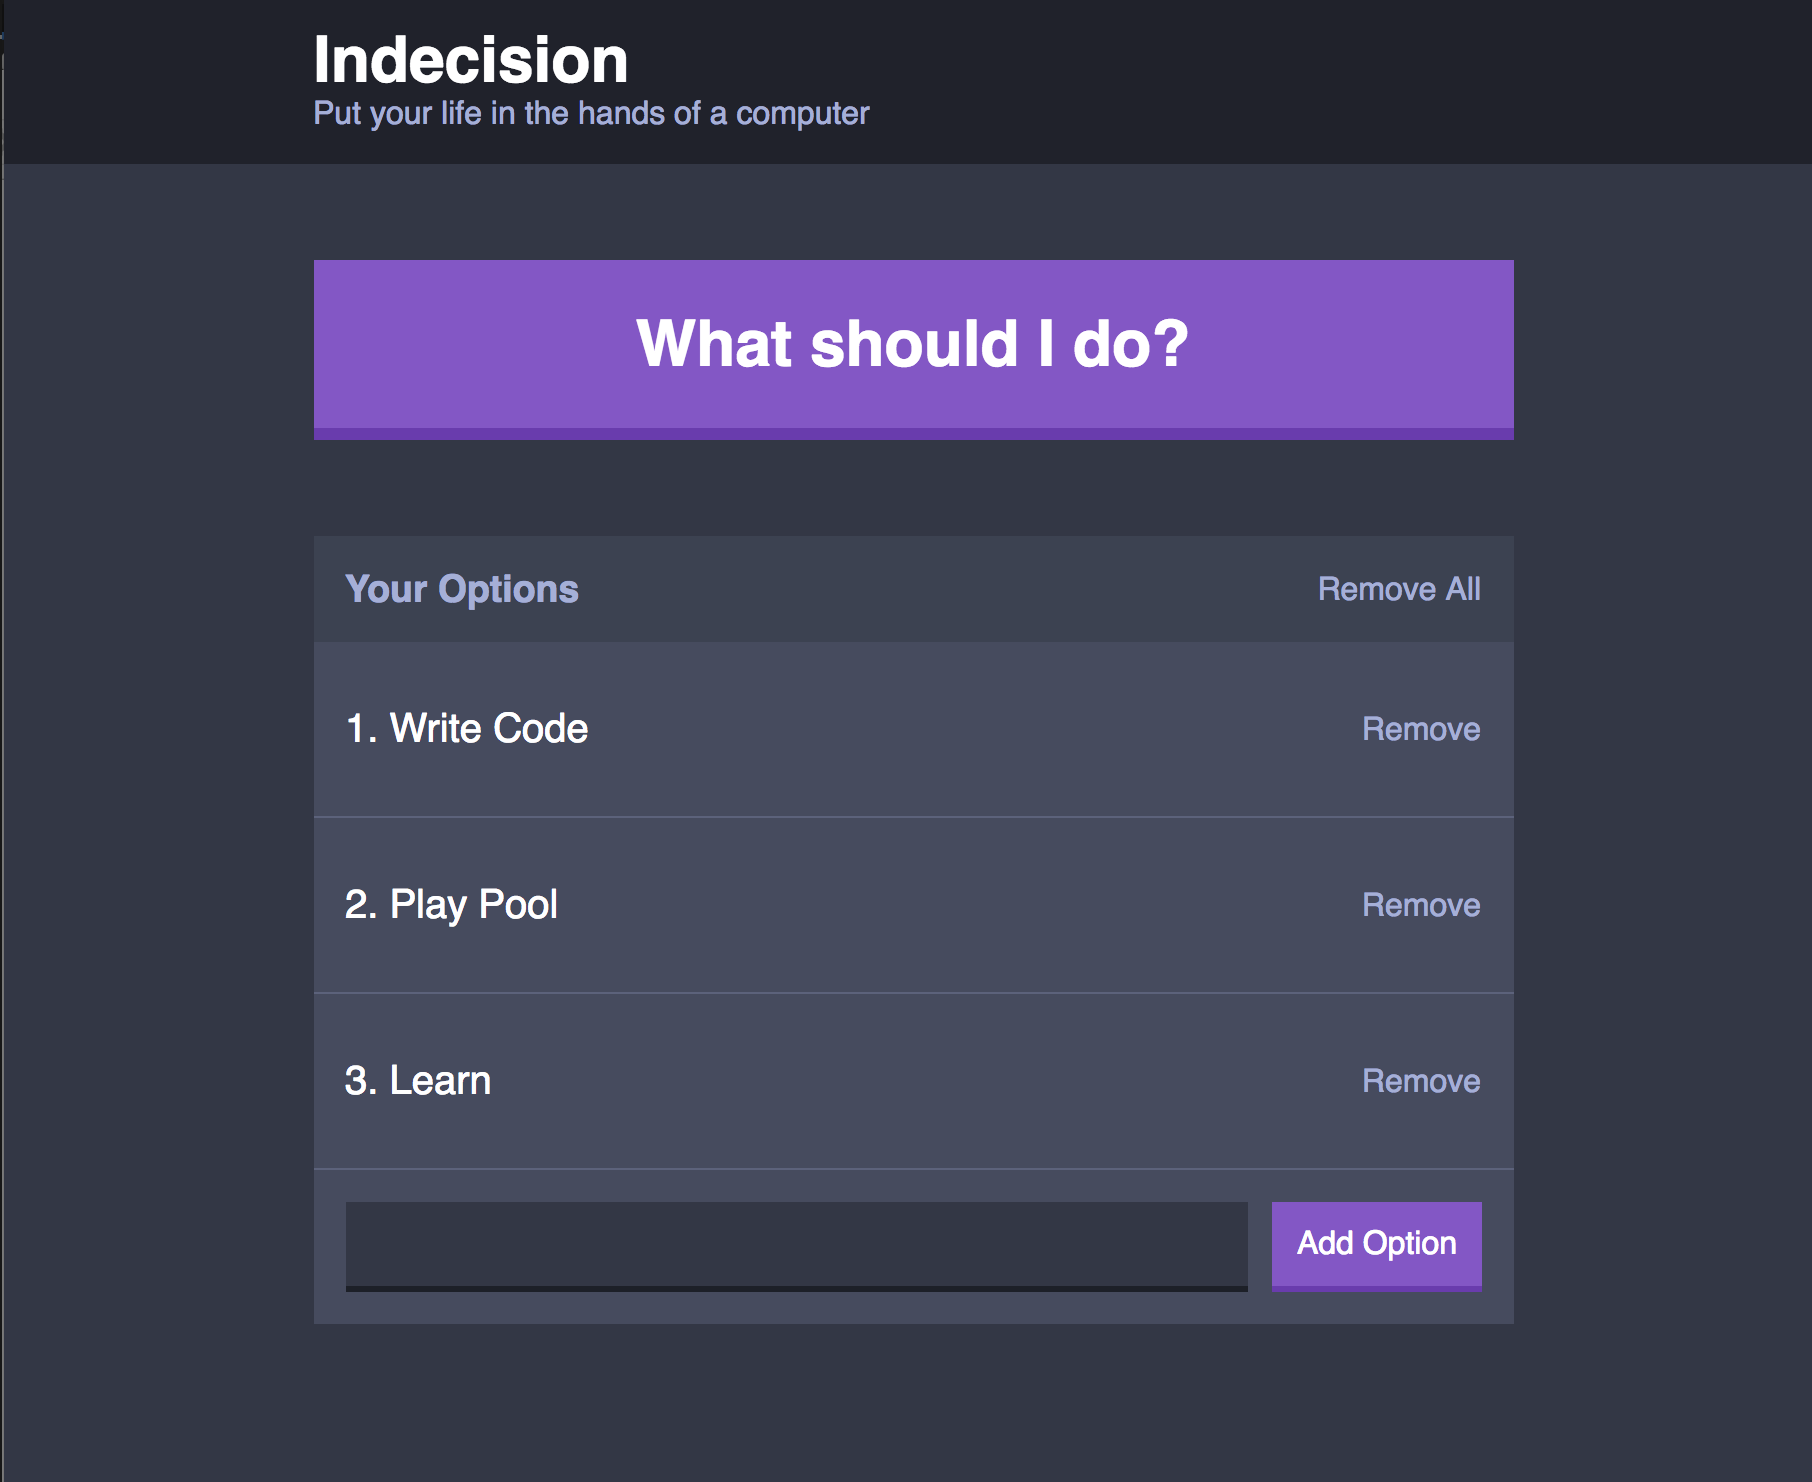 Indecision
Put your life in the hands of a computer
What should I do?
Your Options Remove All
1. Write Code Remove
2. Play Pool Remove
3. Learn Remove
Add Option